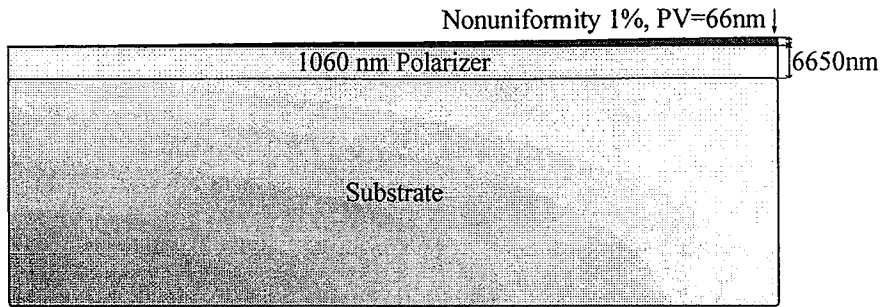 Nonuniformity 1%, PV=66nm
1060 nm Polarizer
6650nm
Substrate